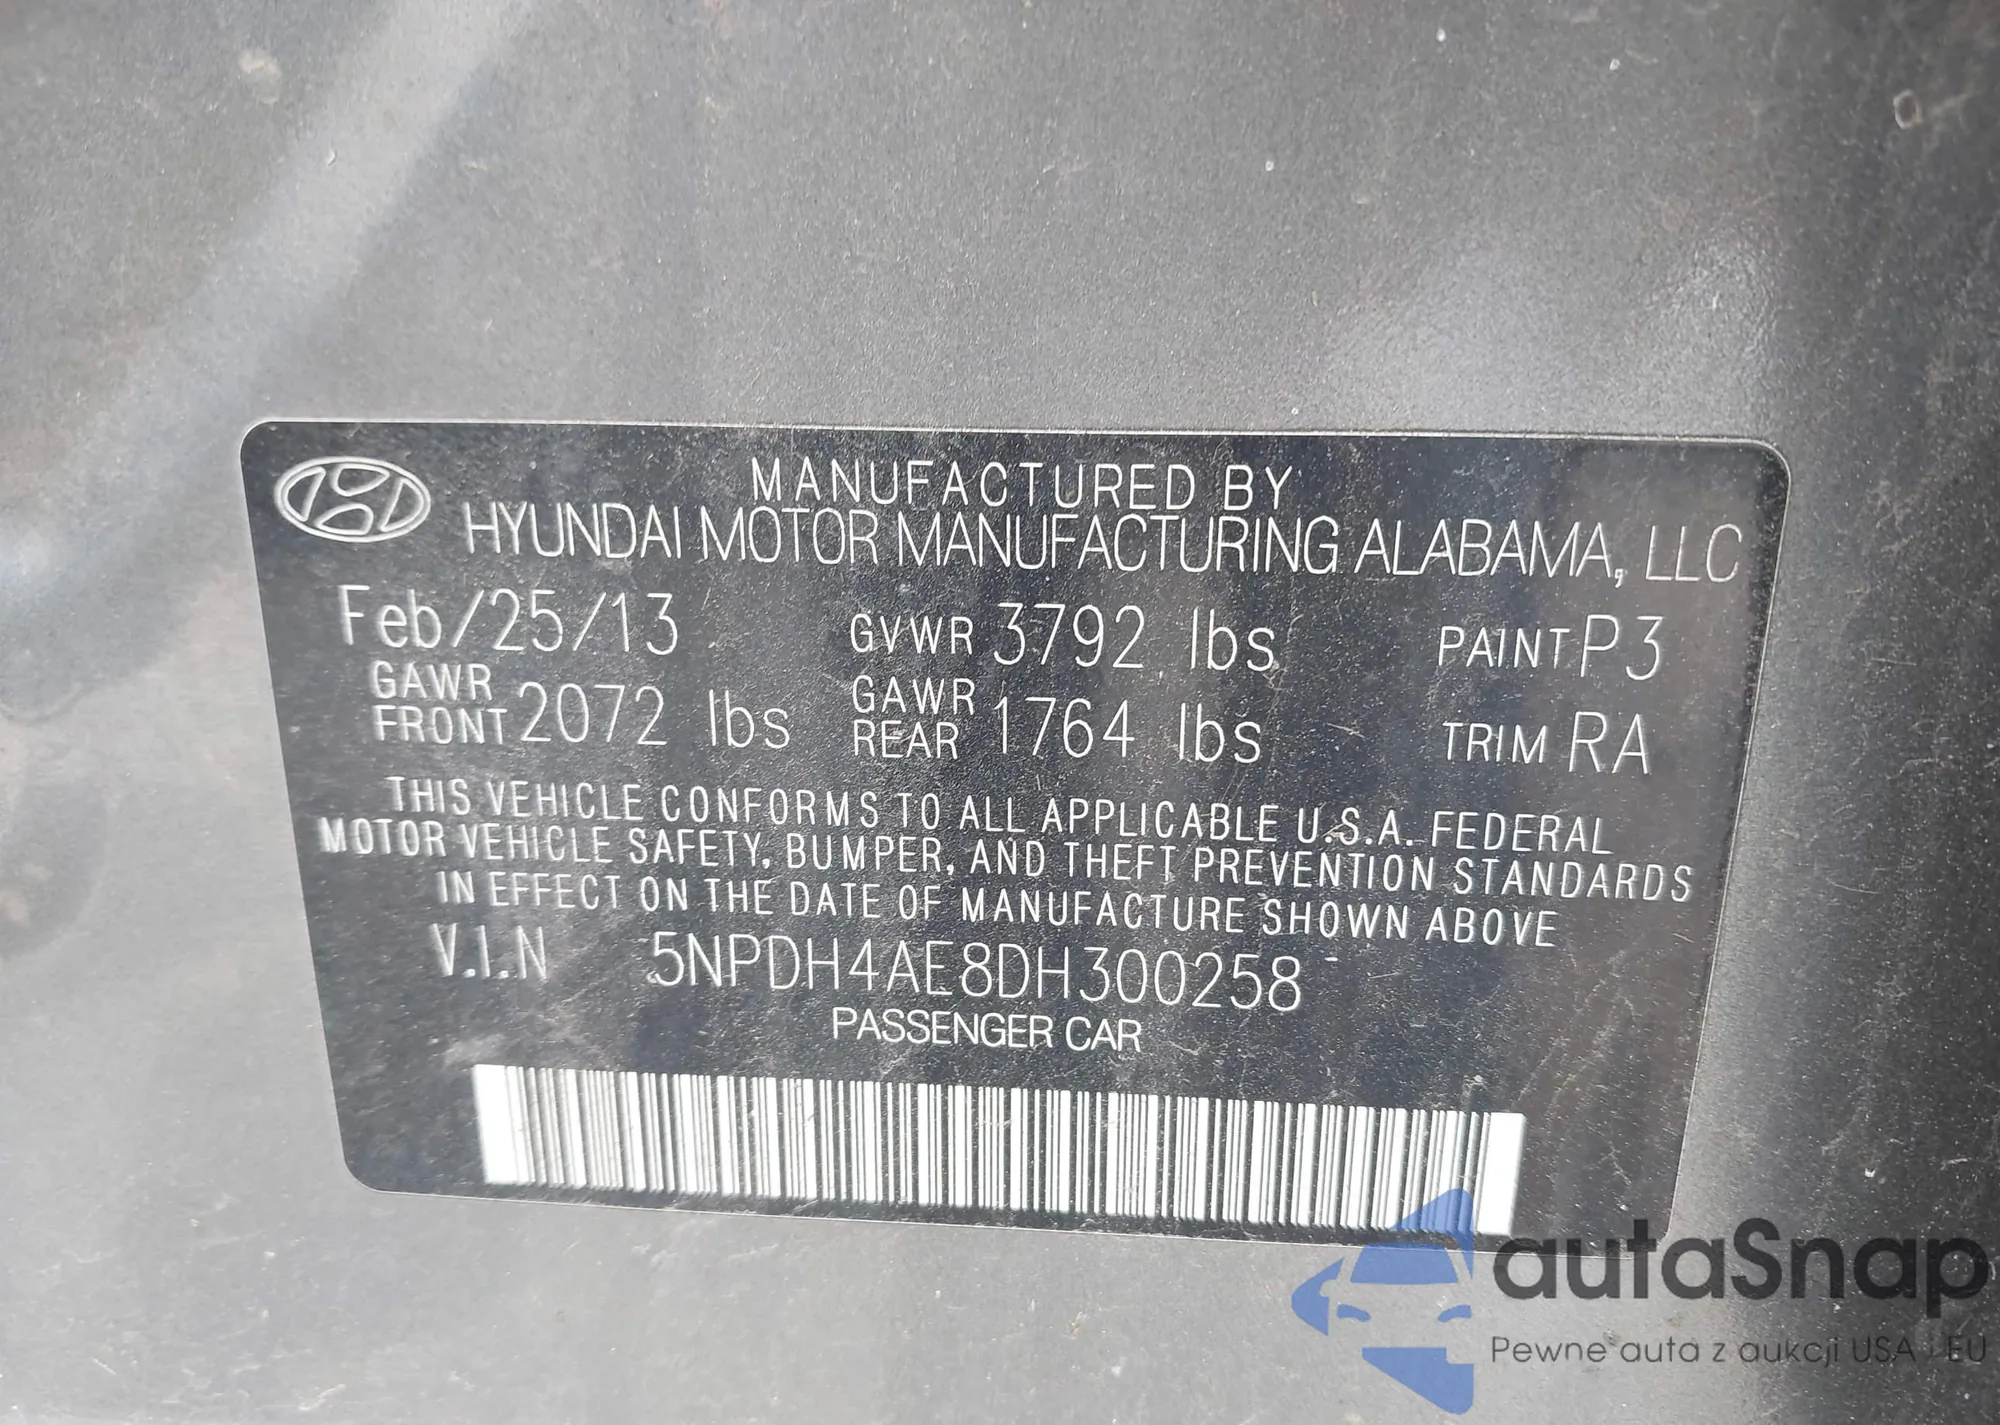 MANUFACTURED BY
HYUNDAI MOTOR MANUFACTURING ALABAMA, LLC
Feb/25/13 GVWR 3792 lbs PAINT P3
GAWR FRONT 2072 lbs GAWR REAR 1764 lbs TRIM RA
THIS VEHICLE CONFORMS TO ALL APPLICABLE U.S.A. FEDERAL
MOTOR VEHICLE SAFETY, BUMPER, AND THEFT PREVENTION STANDARDS
IN EFFECT ON THE DATE OF MANUFACTURE SHOWN ABOVE
V.I.N 5NPDH4AE8DH300258
PASSENGER CAR
autaSnap
Pewne auta z aukcji USA i EU